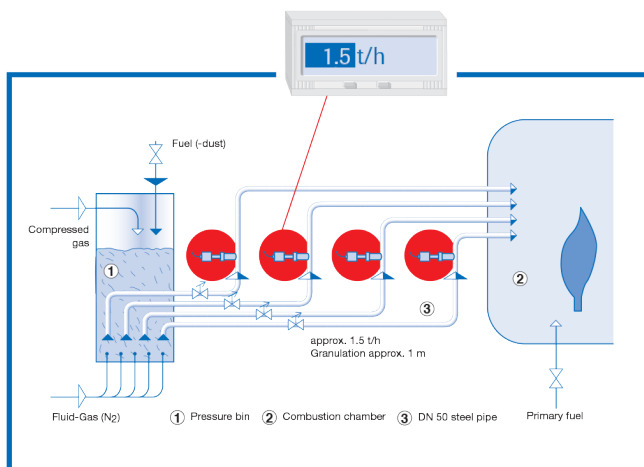 1.5 t/h
Fuel (-dust)
Compressed
gas
1
2
3
approx. 1.5 t/h
Granulation approx. 1 m
Fluid-Gas (N2)
1 Pressure bin
2 Combustion chamber
3 DN 50 steel pipe
Primary fuel